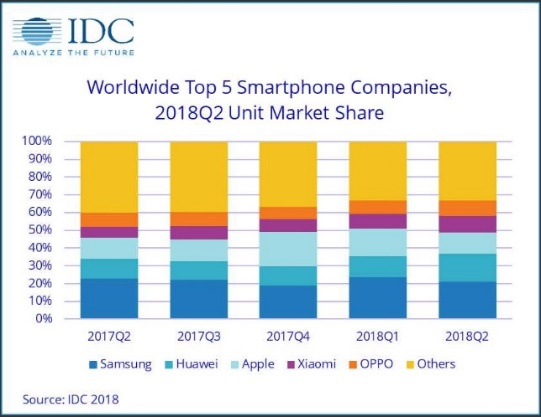 IDC
ANALYZE THE FUTURE
Worldwide Top 5 Smartphone Companies,
2018Q2 Unit Market Share
100%
90%
80%
70%
60%
50%
40%
30%
20%
10%
0%
2017Q2 2017Q3 2017Q4 2018Q1 2018Q2
Samsung Huawei Apple Xiaomi OPPO Others
Source: IDC 2018